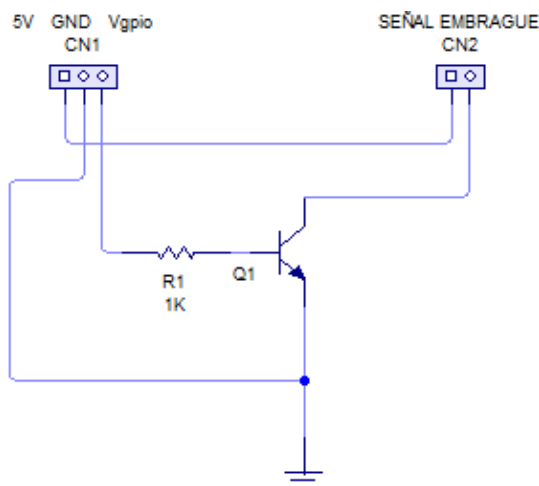 5V GND Vgpio
CN1
SEÑAL EMBRAGUE
CN2
R1
1K
Q1